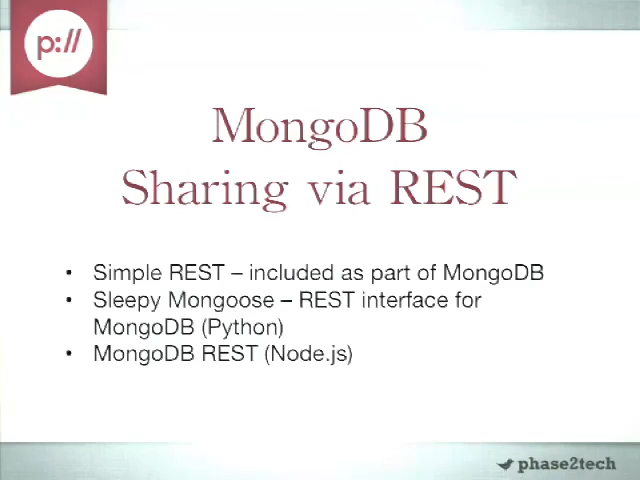 p://
MongoDB
Sharing via REST
• Simple REST – included as part of MongoDB
• Sleepy Mongoose – REST interface for
MongoDB (Python)
• MongoDB REST (Node.js)
phase2tech